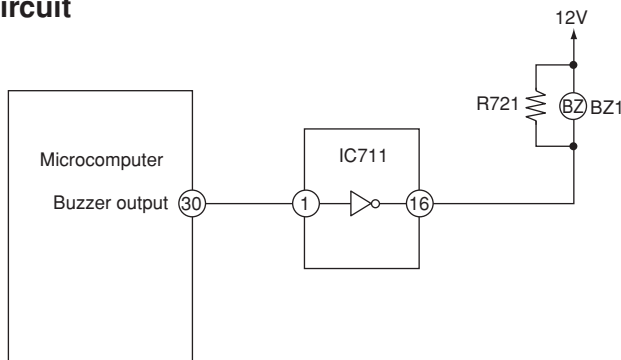 ircuit
12V
R721
BZ
BZ1
Microcomputer
IC711
Buzzer output
30
1
16